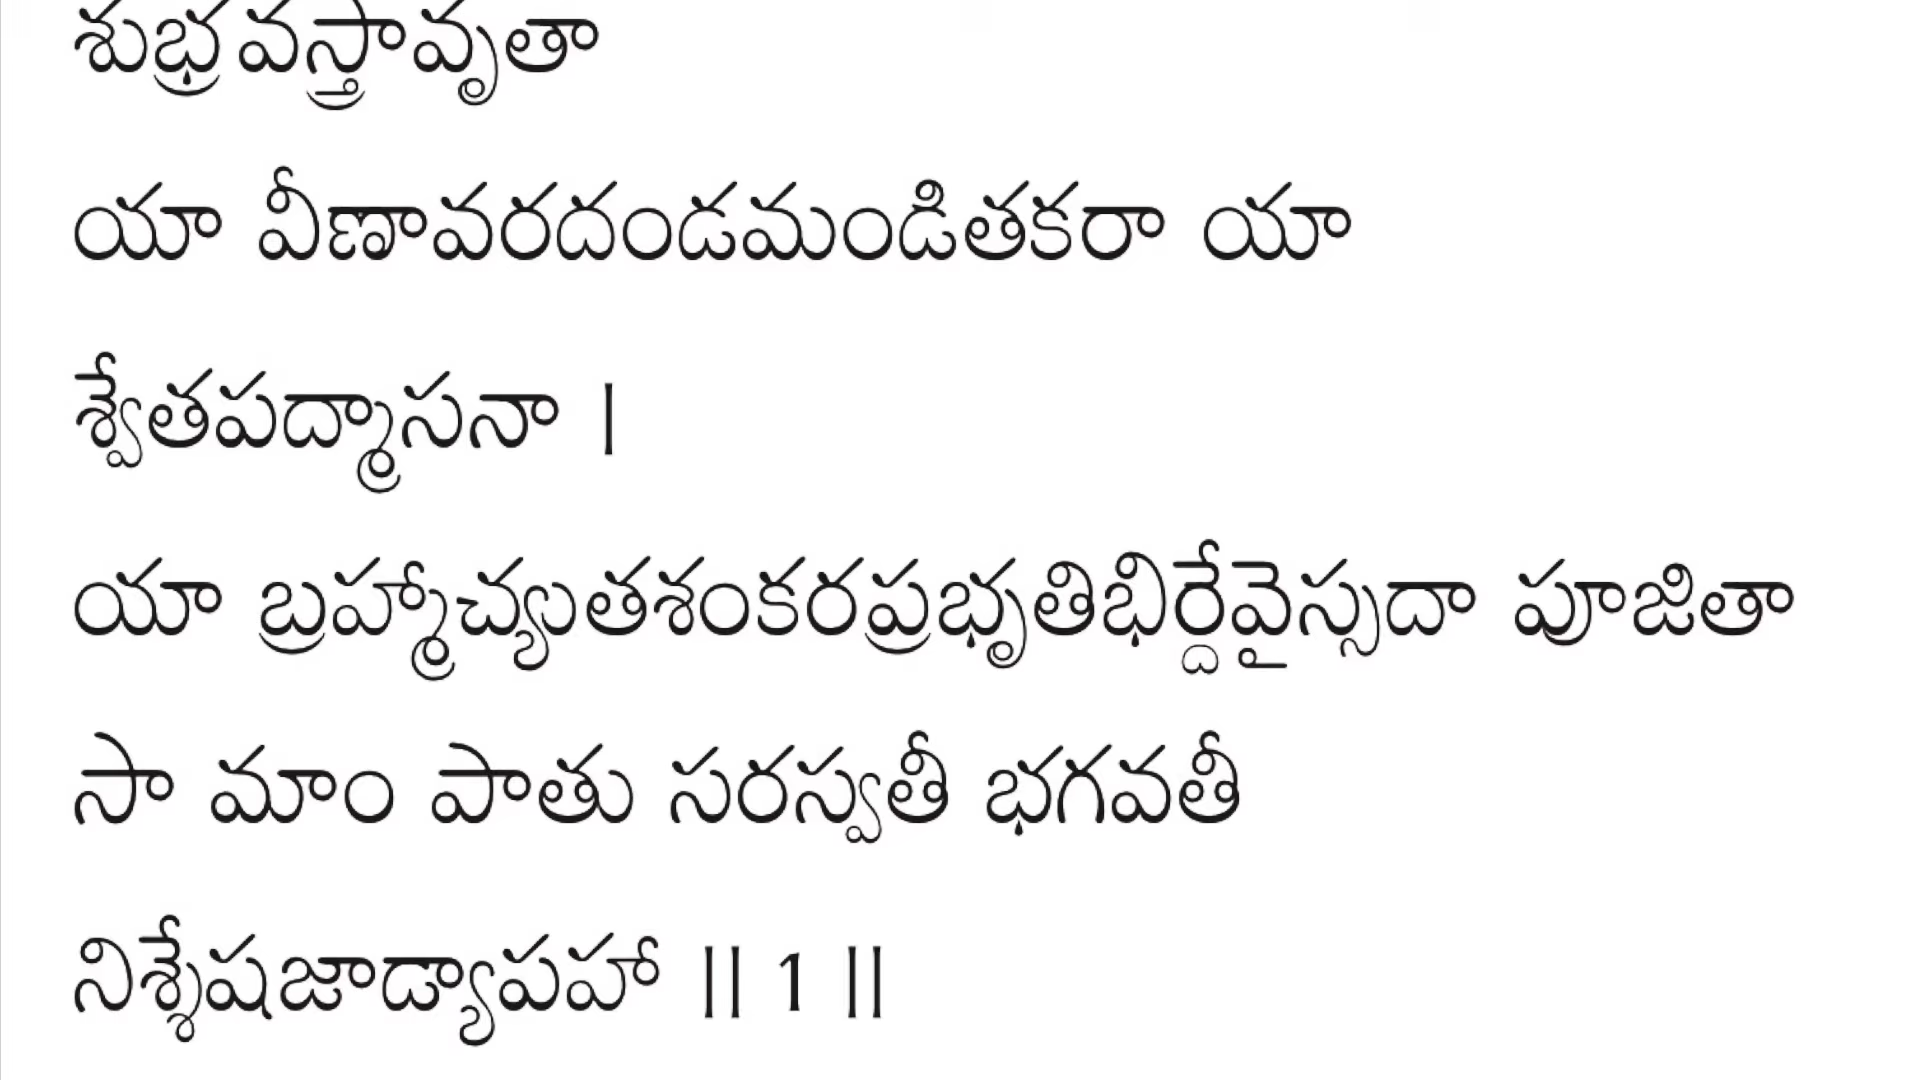 శుభ్రవస్త్రావృతా
యా వీణావరదండమండితకరా యా
శ్వేతపద్మాసనా |
యా బ్రహ్మాచ్యుతశంకరప్రభృతిభిర్దేవైస్సదా పూజితా
సా మాం పాతు సరస్వతీ భగవతీ
నిశ్శేషజాడ్యాపహా || 1 ||